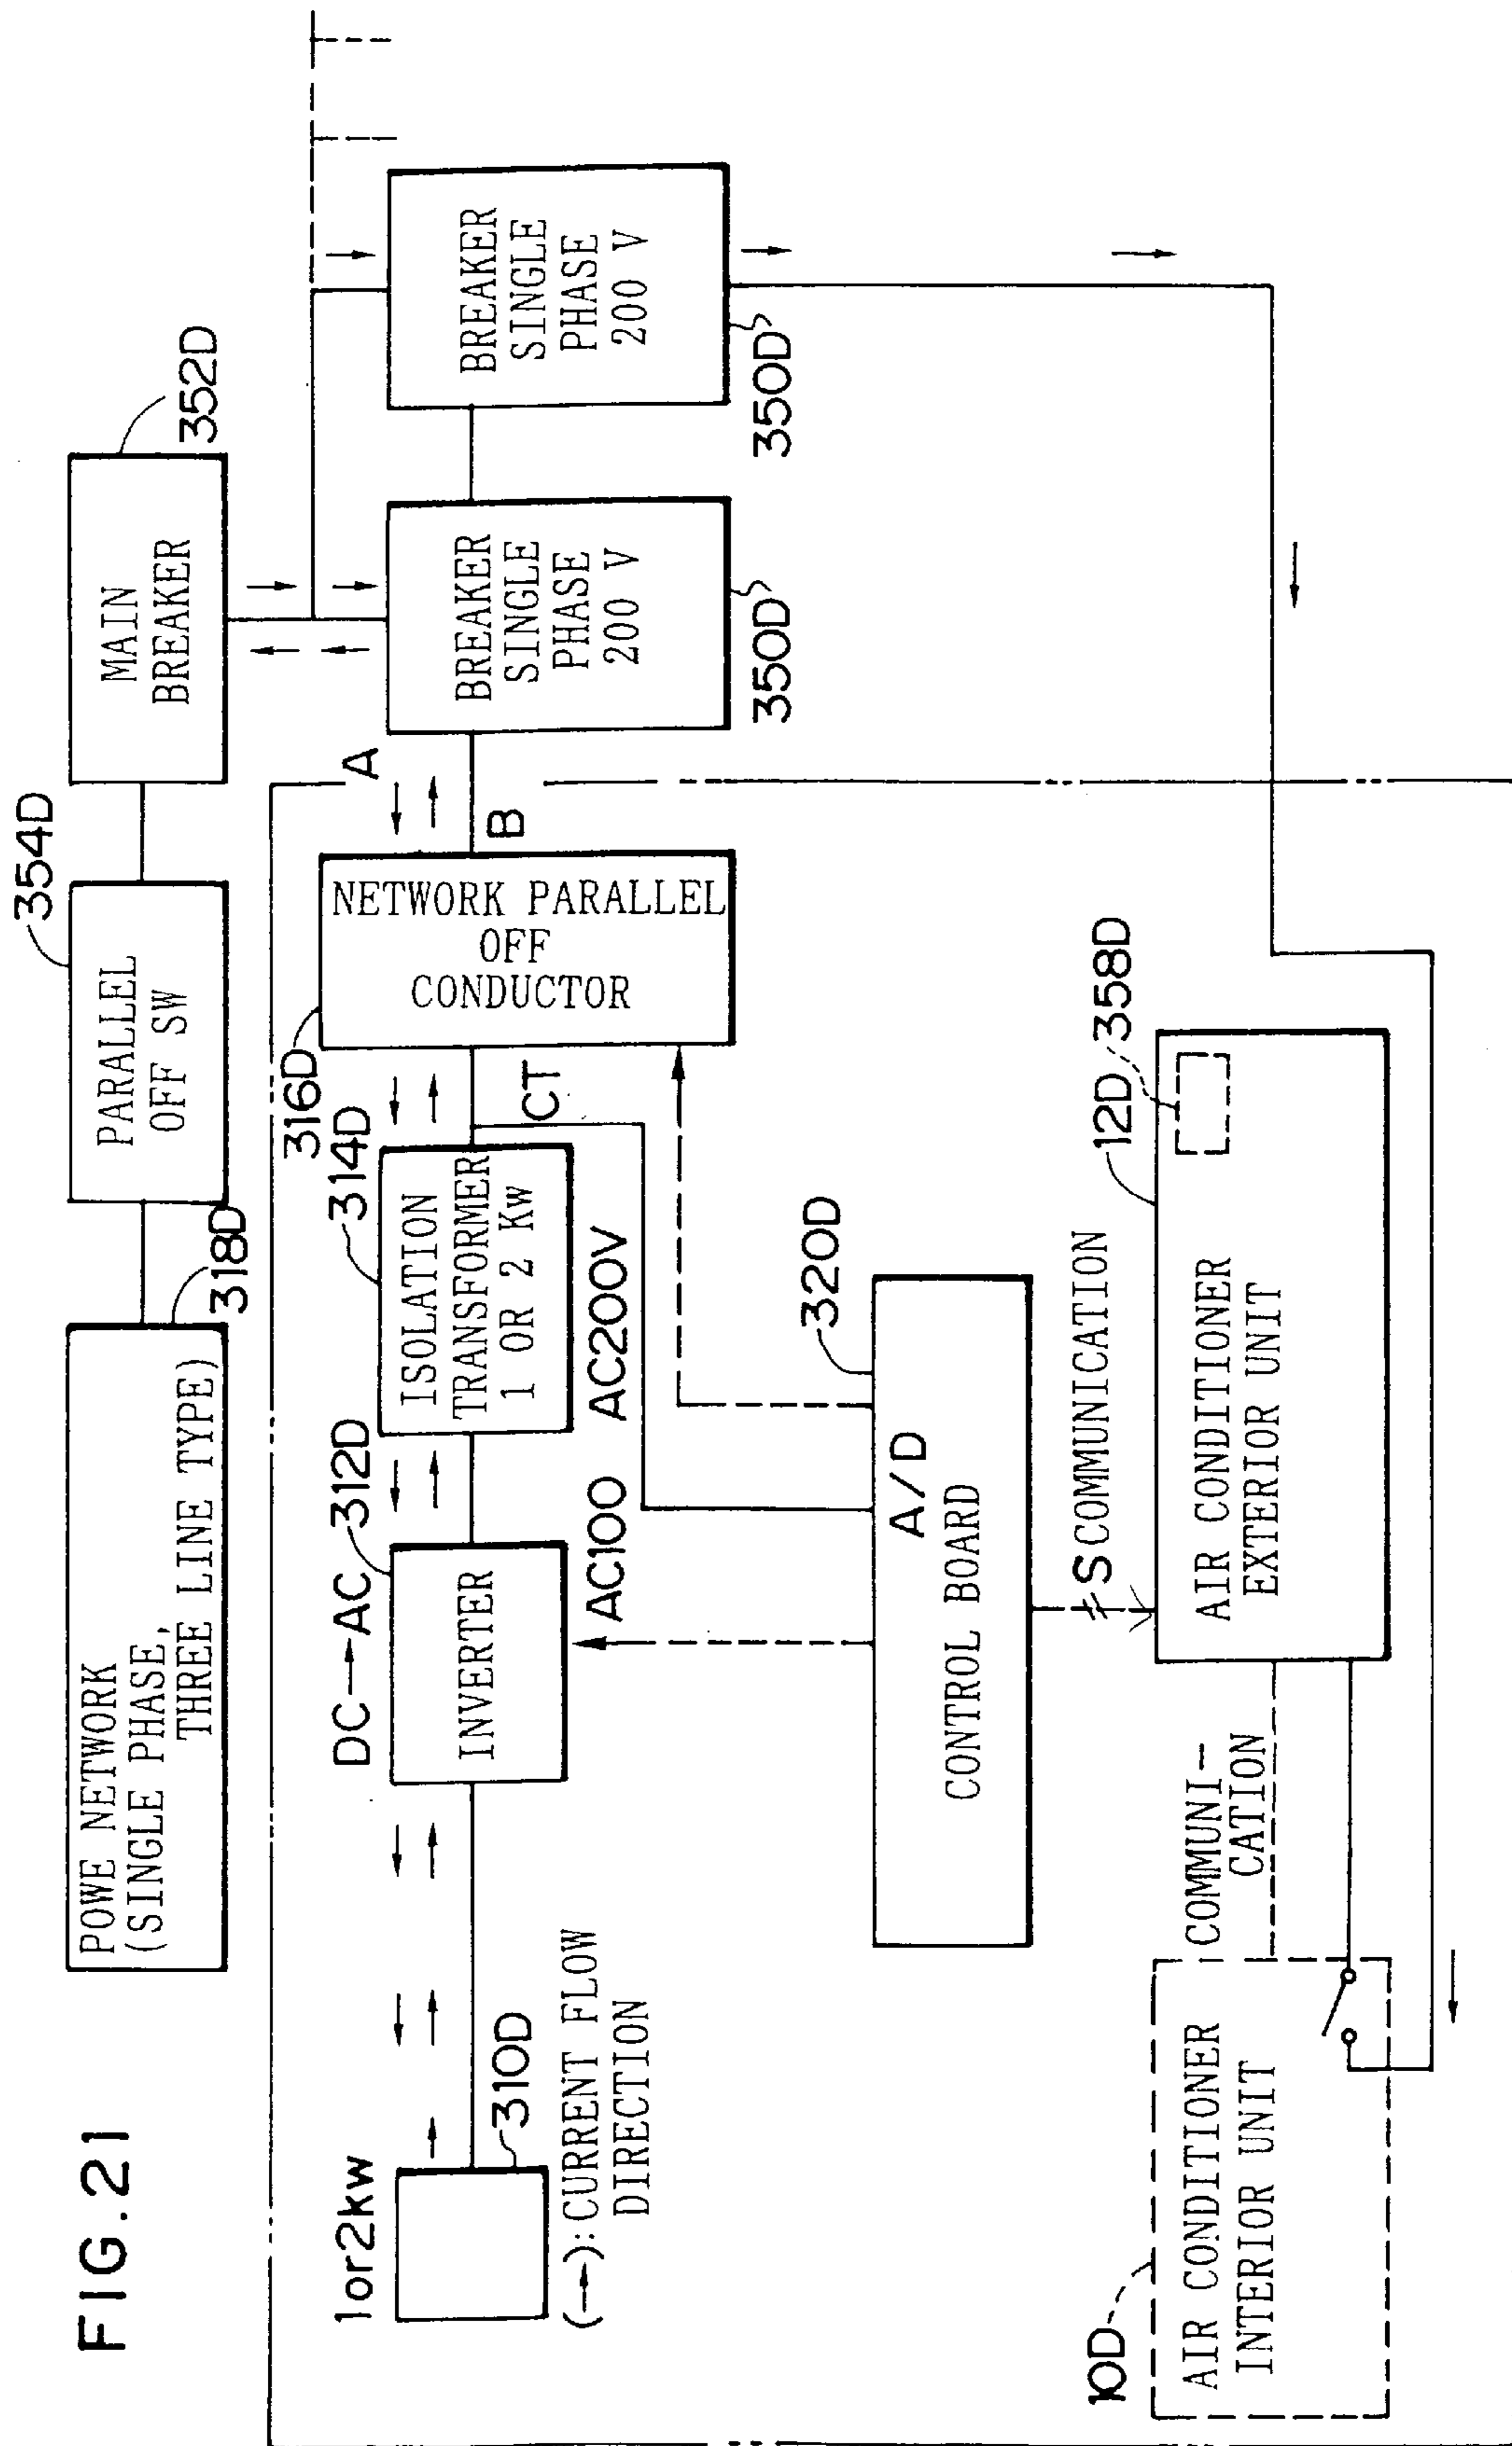 FIG.21
POWE NETWORK
(SINGLE PHASE,
THREE LINE TYPE)
318D
PARALLEL
OFF SW
354D
MAIN
BREAKER
352D
1or2kw
310D
(→):CURRENT FLOW
DIRECTION
DC→AC
312D
INVERTER
AC100
314D
ISOLATION
TRANSFORMER
1 OR 2 Kw
AC200V
CT
316D
NETWORK PARALLEL
OFF
CONDUCTOR
A
B
BREAKER
SINGLE
PHASE
200 V
350D
BREAKER
SINGLE
PHASE
200 V
350D
320D
A/D
CONTROL BOARD
S COMMUNICATION
12D
358D
AIR CONDITIONER
EXTERIOR UNIT
COMMUNI-
CATION
10D
AIR CONDITIONER
INTERIOR UNIT